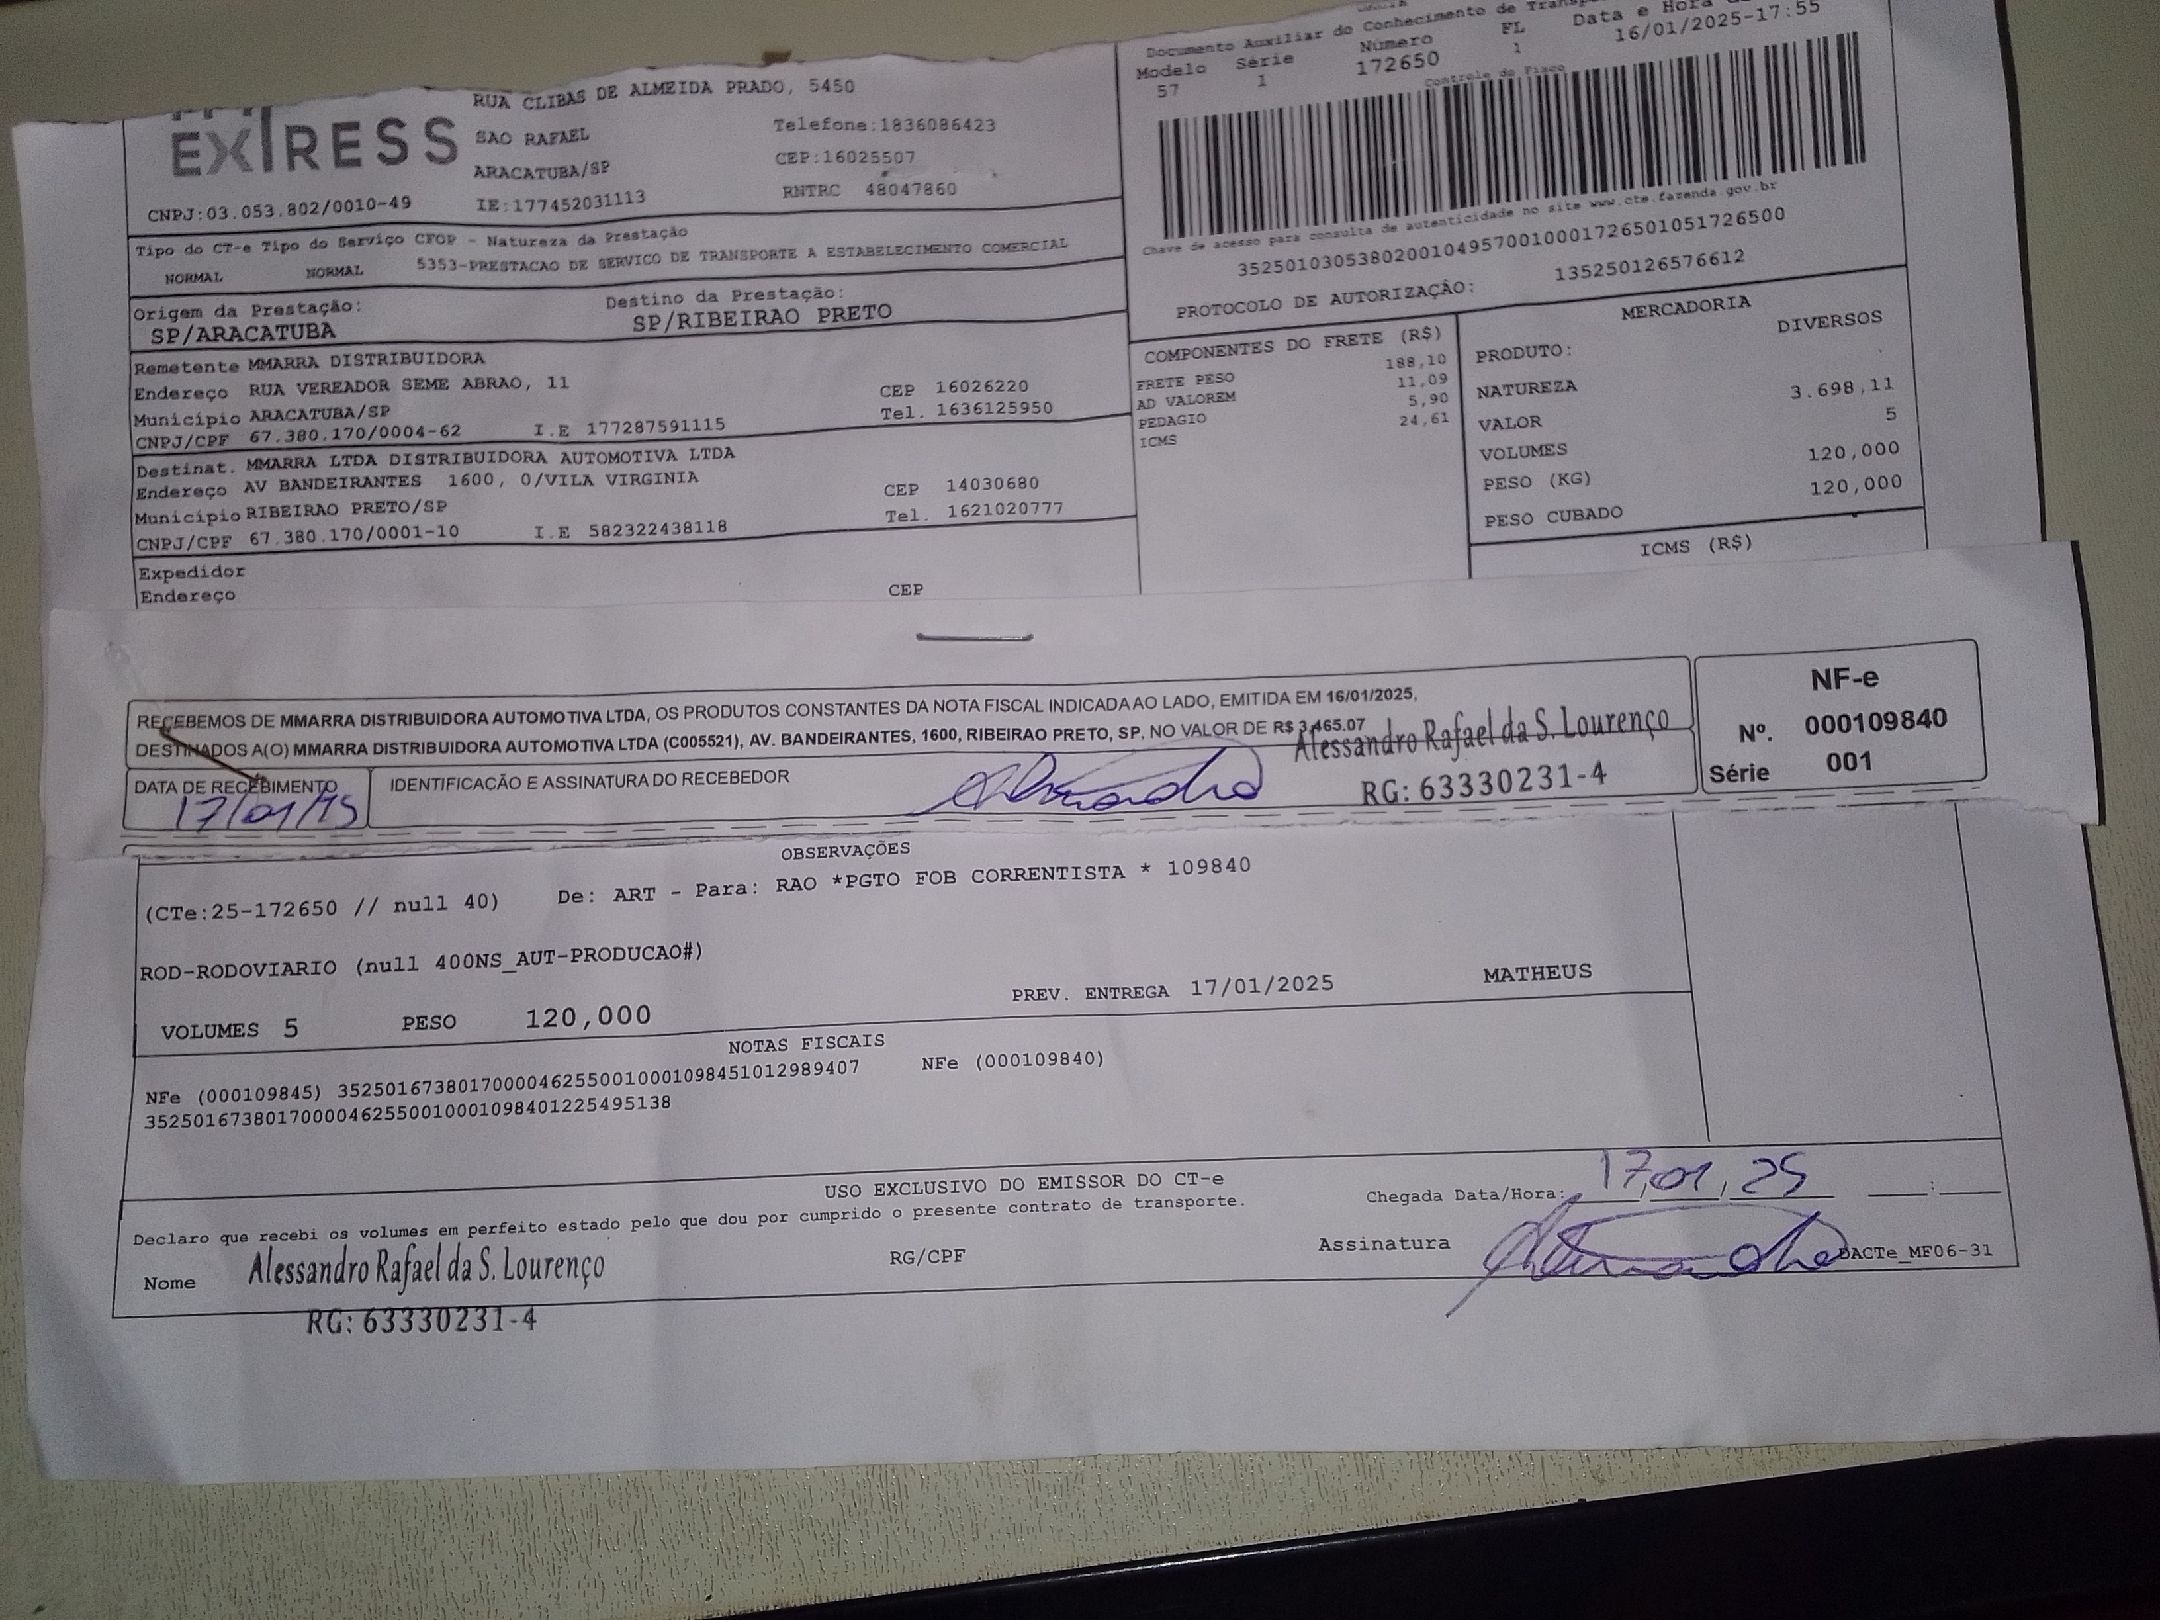 Documento Auxiliar do Conhecimento de
Modelo Série Número FL Data e Hora
57 1 172650 1 16/01/2025-17:55
Controle do Fisco
EXPRESS
RUA CLIBAS DE ALMEIDA PRADO, 5450
SAO RAFAEL Telefone:1836086423
ARACATUBA/SP CEP:16025507
CNPJ:03.053.802/0010-49 IE:177452031113 RNTRC 48047860
Chave de acesso para consulta de autenticidade no site www.cte.fazenda.gov.br
35250103053802001049570010001726501051726500
PROTOCOLO DE AUTORIZAÇÃO: 135250126576612
Tipo do CT-e Tipo do Serviço CFOP - Natureza da Prestação
NORMAL NORMAL 5353-PRESTACAO DE SERVICO DE TRANSPORTE A ESTABELECIMENTO COMERCIAL
Origem da Prestação: Destino da Prestação:
SP/ARACATUBA SP/RIBEIRAO PRETO
Remetente MMARRA DISTRIBUIDORA
Endereço RUA VEREADOR SEME ABRAO, 11 CEP 16026220
Município ARACATUBA/SP Tel. 1636125950
CNPJ/CPF 67.380.170/0004-62 I.E 177287591115
Destinat. MMARRA LTDA DISTRIBUIDORA AUTOMOTIVA LTDA
Endereço AV BANDEIRANTES 1600, 0/VILA VIRGINIA CEP 14030680
Município RIBEIRAO PRETO/SP Tel. 1621020777
CNPJ/CPF 67.380.170/0001-10 I.E 582322438118
Expedidor
Endereço CEP
COMPONENTES DO FRETE (R$)
FRETE PESO 188,10
AD VALOREM 11,09
PEDAGIO 5,90
ICMS 24,61
MERCADORIA
PRODUTO: DIVERSOS
NATUREZA
VALOR 3.698,11
VOLUMES 5
PESO (KG) 120,000
PESO CUBADO 120,000
ICMS (R$)
RECEBEMOS DE MMARRA DISTRIBUIDORA AUTOMOTIVA LTDA, OS PRODUTOS CONSTANTES DA NOTA FISCAL INDICADA AO LADO, EMITIDA EM 16/01/2025,
DESTINADOS A(O) MMARRA DISTRIBUIDORA AUTOMOTIVA LTDA (C005521), AV. BANDEIRANTES, 1600, RIBEIRAO PRETO, SP, NO VALOR DE R$ 3.465.07
DATA DE RECEBIMENTO IDENTIFICAÇÃO E ASSINATURA DO RECEBEDOR
Alessandro Rafael da S. Lourenço
RG: 63330231-4
NF-e
Nº. 000109840
Série 001
OBSERVAÇÕES
(CTe:25-172650 // null 40) De: ART - Para: RAO *PGTO FOB CORRENTISTA * 109840
ROD-RODOVIARIO (null 400NS_AUT-PRODUCAO#)
VOLUMES 5 PESO 120,000 PREV. ENTREGA 17/01/2025 MATHEUS
NOTAS FISCAIS
NFe (000109845) 35250167380170000462550010001098451012989407 NFe (000109840)
35250167380170000462550010001098401225495138
USO EXCLUSIVO DO EMISSOR DO CT-e
Declaro que recebi os volumes em perfeito estado pelo que dou por cumprido o presente contrato de transporte.
Chegada Data/Hora: 17,01,25 :
Nome Alessandro Rafael da S. Lourenço RG/CPF Assinatura DACTe_MF06-31
RG: 63330231-4